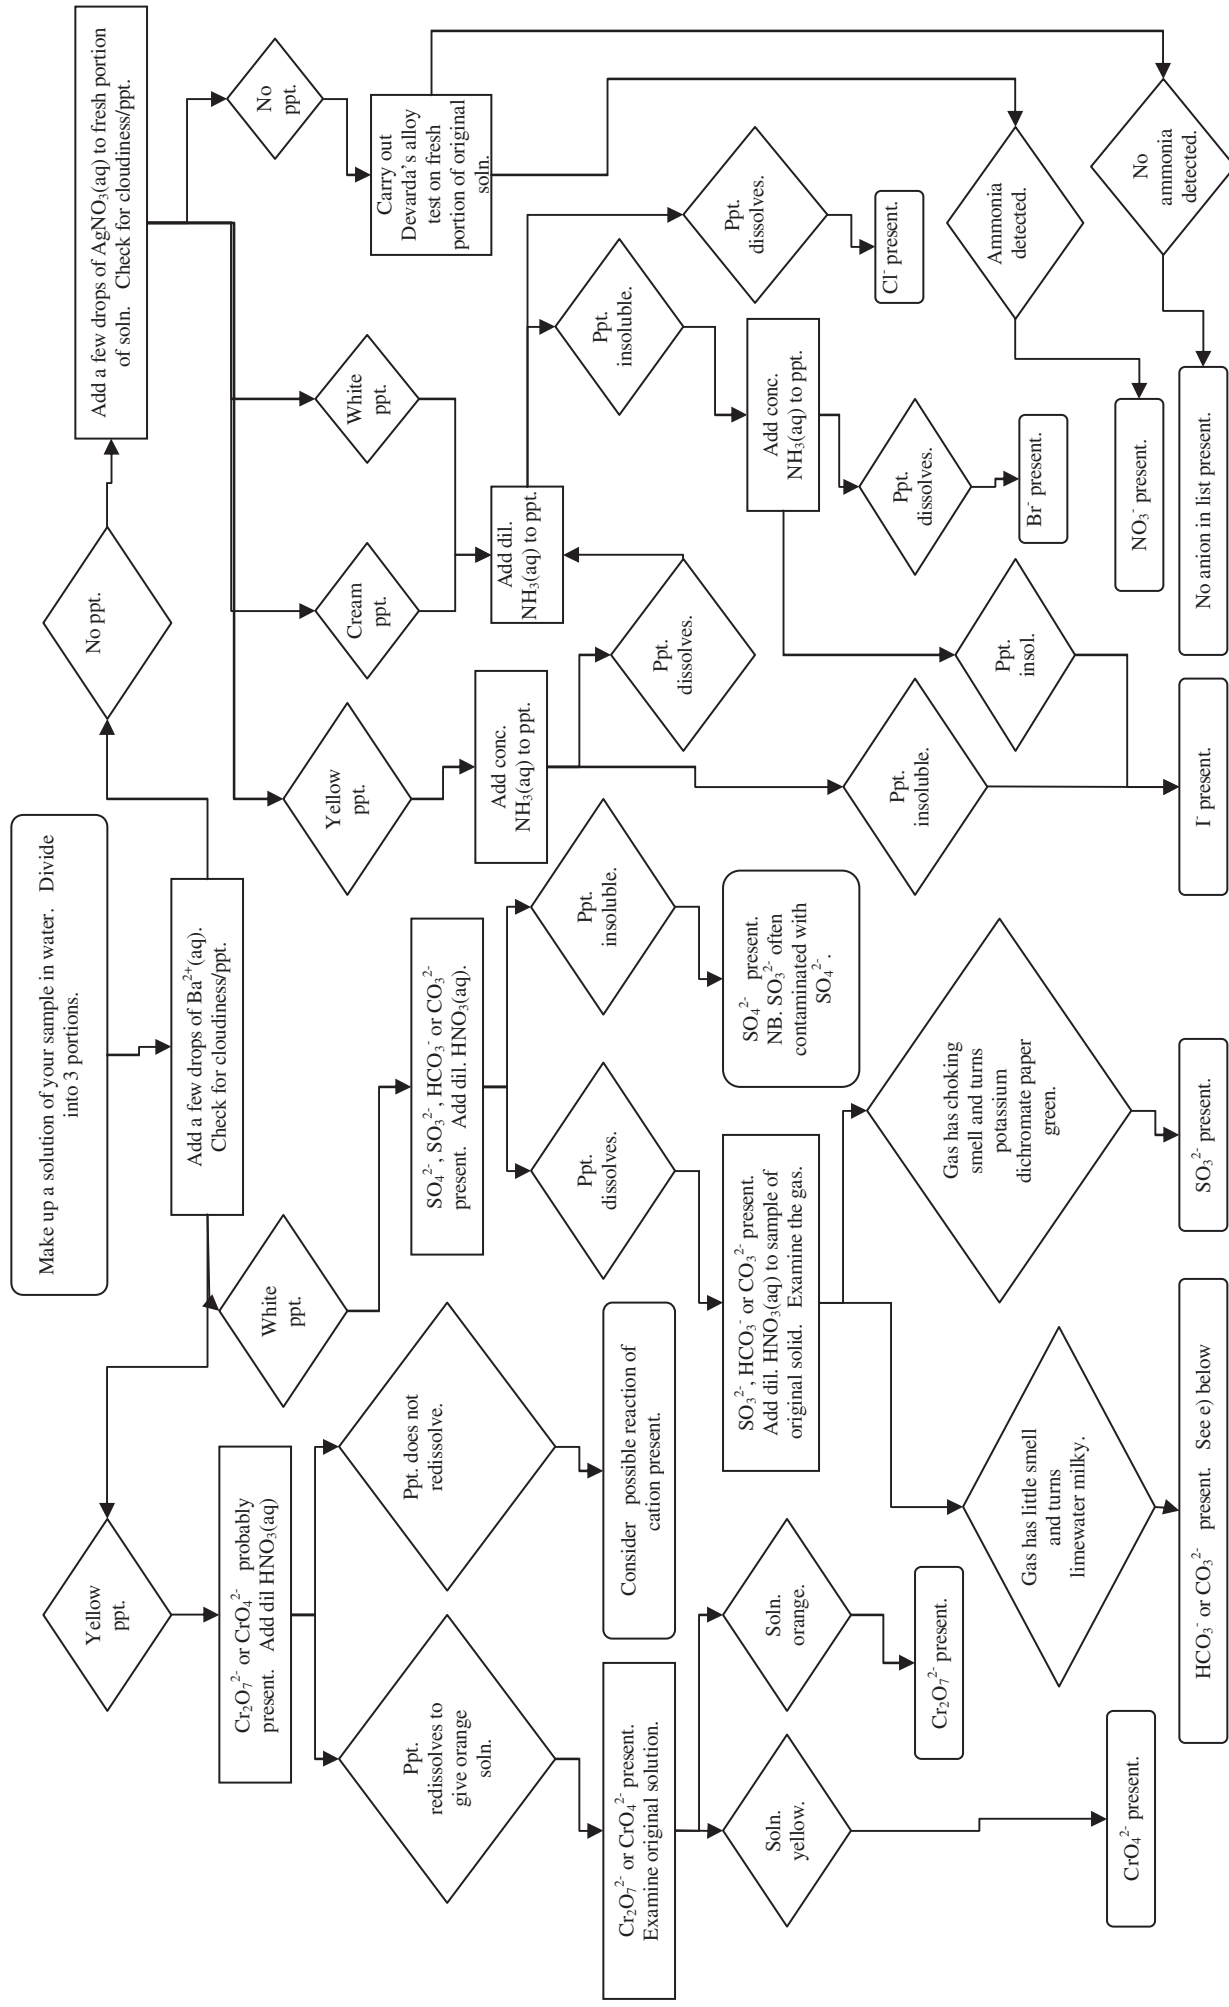 Make up a solution of your sample in water. Divide
into 3 portions.
Add a few drops of Ba²⁺(aq).
Check for cloudiness/ppt.
Yellow
ppt.
White
ppt.
No ppt.
Cr₂O₇²⁻ or CrO₄²⁻ probably
present. Add dil HNO₃(aq)
Ppt.
redissolves to
give orange
soln.
Ppt. does not
redissolve.
Cr₂O₇²⁻ or CrO₄²⁻ present.
Examine original solution.
Consider possible reaction of
cation present.
Soln.
yellow.
Soln.
orange.
CrO₄²⁻ present.
Cr₂O₇²⁻ present.
SO₄²⁻, SO₃²⁻, HCO₃⁻ or CO₃²⁻
present. Add dil. HNO₃(aq).
Ppt.
dissolves.
Ppt.
insoluble.
SO₃²⁻, HCO₃⁻ or CO₃²⁻ present.
Add dil. HNO₃(aq) to sample of
original solid. Examine the gas.
SO₄²⁻ present.
NB. SO₃²⁻ often
contaminated with
SO₄²⁻.
Gas has little smell
and turns
limewater milky.
Gas has choking
smell and turns
potassium
dichromate paper
green.
HCO₃⁻ or CO₃²⁻ present. See e) below
SO₃²⁻ present.
Add a few drops of AgNO₃(aq) to fresh portion
of soln. Check for cloudiness/ppt.
Yellow
ppt.
Cream
ppt.
White
ppt.
No
ppt.
Add conc.
NH₃(aq) to ppt.
Add dil.
NH₃(aq) to ppt.
Carry out
Devarda's alloy
test on fresh
portion of original
soln.
Ppt.
insoluble.
Ppt.
dissolves.
Ppt.
insoluble.
Ppt.
dissolves.
Add conc.
NH₃(aq) to ppt.
Cl⁻ present.
Ppt.
insol.
Ppt.
dissolves.
Ammonia
detected.
No
ammonia
detected.
I⁻ present.
Br⁻ present.
NO₃⁻ present.
No anion in list present.